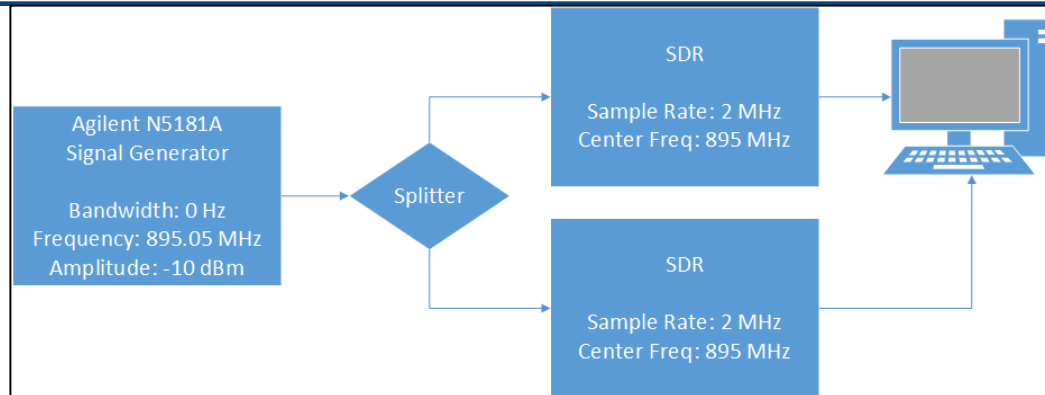 Agilent N5181A
Signal Generator
Bandwidth: 0 Hz
Frequency: 895.05 MHz
Amplitude: -10 dBm
Splitter
SDR
Sample Rate: 2 MHz
Center Freq: 895 MHz
SDR
Sample Rate: 2 MHz
Center Freq: 895 MHz